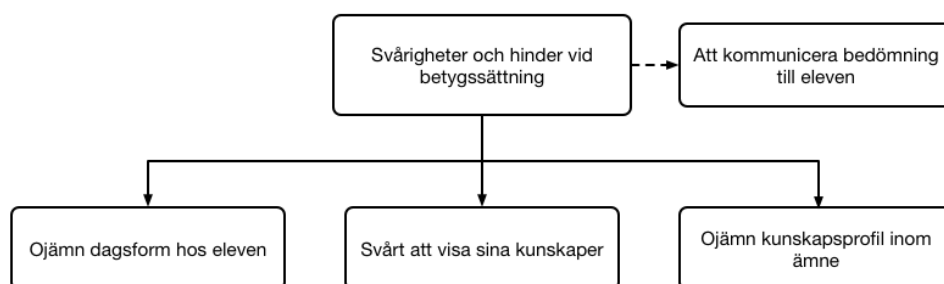 Svårigheter och hinder vid
betygssättning
Att kommunicera bedömning
till eleven
Ojämn dagsform hos eleven
Svårt att visa sina kunskaper
Ojämn kunskapsprofil inom
ämne